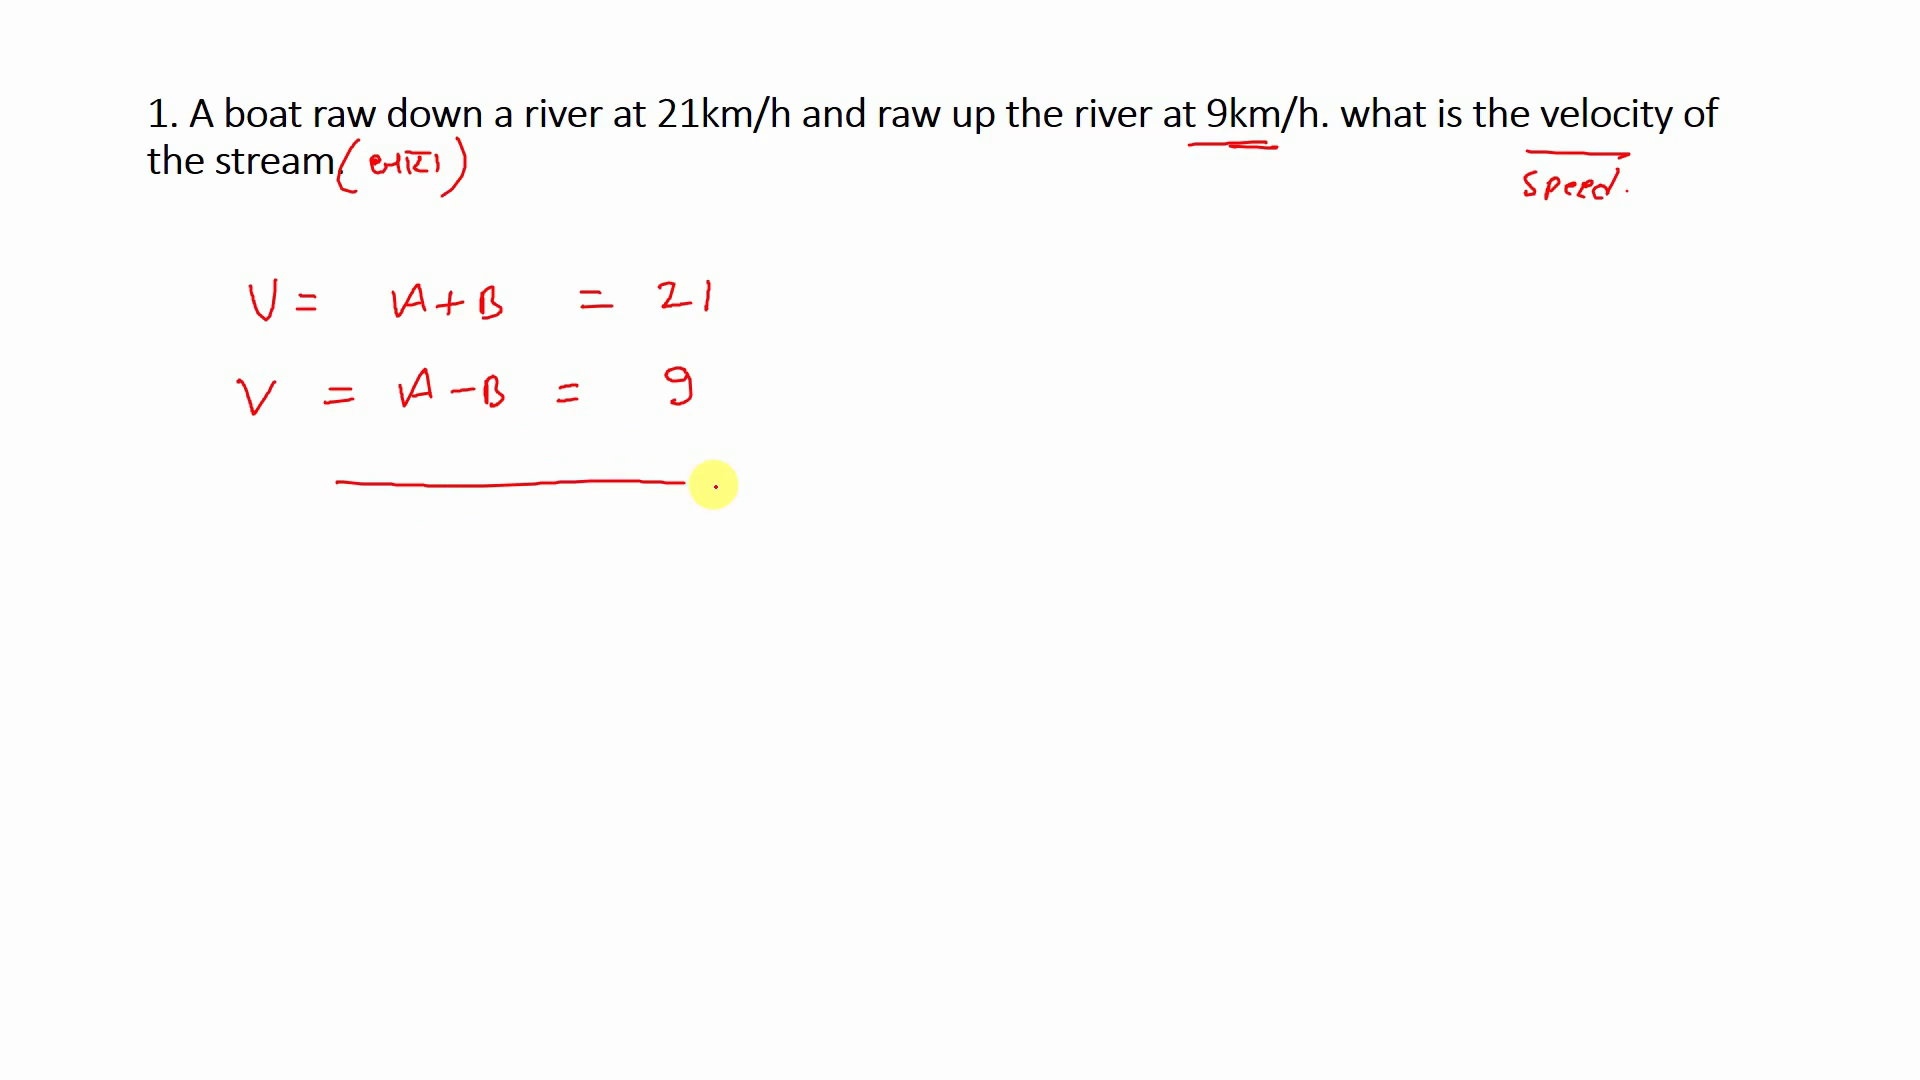 1. A boat raw down a river at 21km/h and raw up the river at 9km/h. what is the velocity of
the stream. (धारा)
speed.
V = A+B = 21
V = A-B = 9